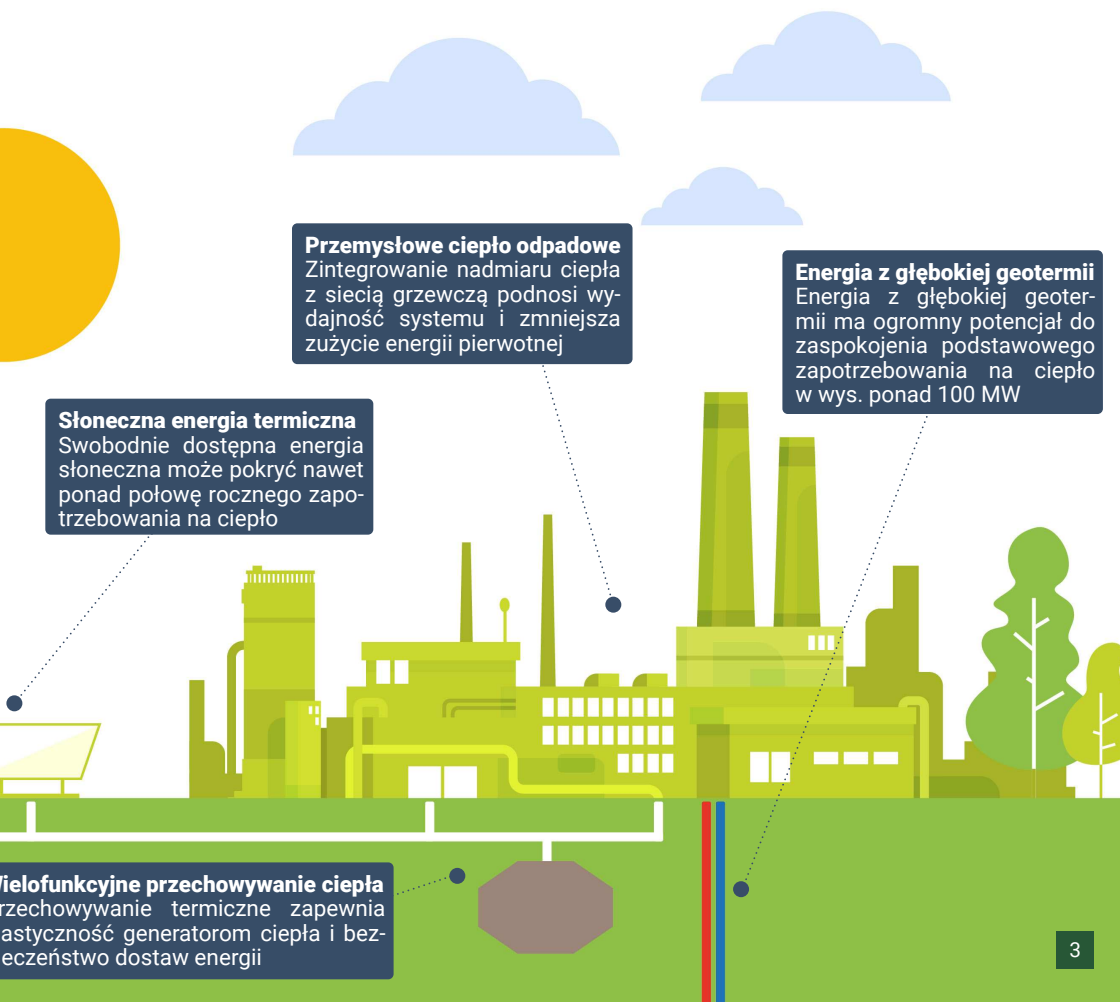 Przemysłowe ciepło odpadowe
Zintegrowanie nadmiaru ciepła
z siecią grzewczą podnosi wy-
dajność systemu i zmniejsza
zużycie energii pierwotnej
Energia z głębokiej geotermii
Energia z głębokiej geoter-
mii ma ogromny potencjał do
zaspokojenia podstawowego
zapotrzebowania na ciepło
w wys. ponad 100 MW
Słoneczna energia termiczna
Swobodnie dostępna energia
słoneczna może pokryć nawet
ponad połowę rocznego zapo-
trzebowania na ciepło
Wielofunkcyjne przechowywanie ciepła
rzechowywanie termiczne zapewnia
astyczność generatorom ciepła i bez-
eczeństwo dostaw energii
3